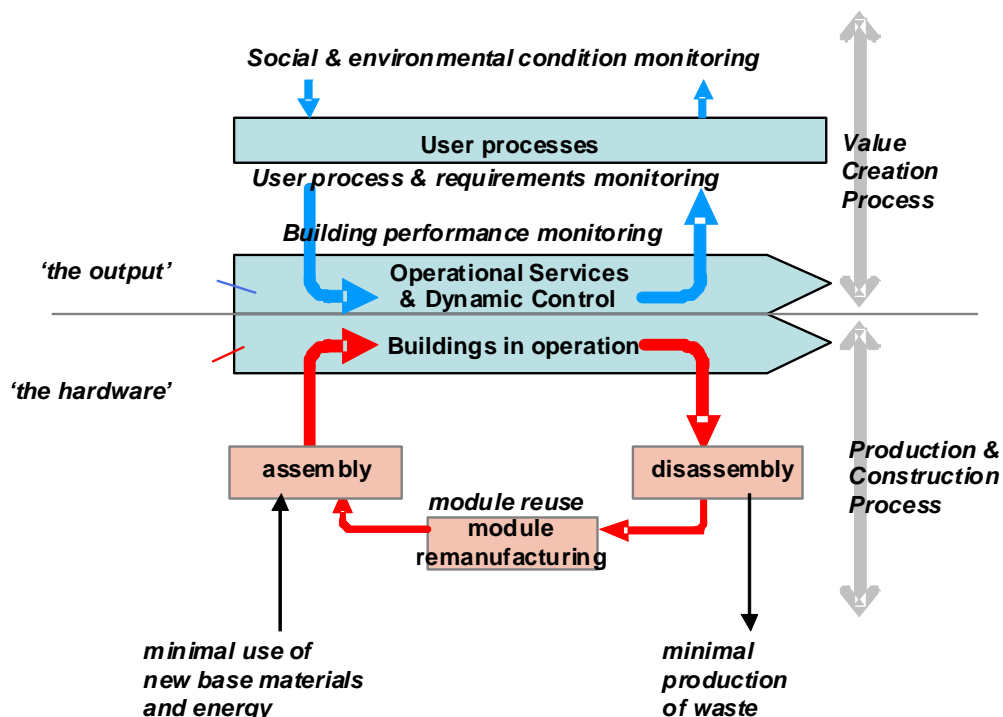 Social & environmental condition monitoring
User processes
Value
Creation
Process
User process & requirements monitoring
Building performance monitoring
‘the output’
Operational Services
& Dynamic Control
Buildings in operation
‘the hardware’
assembly
disassembly
Production &
Construction
Process
module reuse
module
remanufacturing
minimal use of
new base materials
and energy
minimal
production
of waste